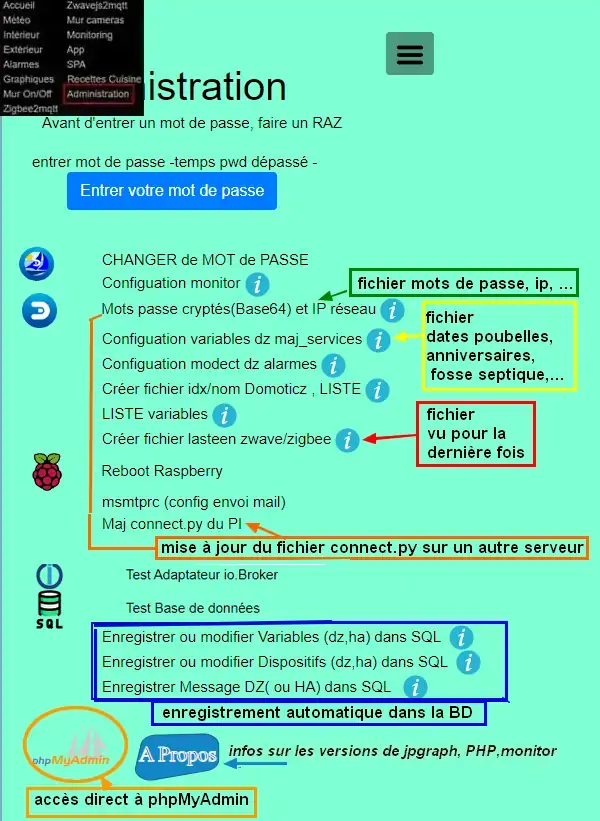 Accueil
Météo
Intérieur
Extérieur
Alarmes
Graphiques
Mur On/Off
Zigbee2mqtt
Zwavejs2mqtt
Mur cameras
Monitoring
App
SPA
Recettes Cuisine
Administration
inistration
Avant d'entrer un mot de passe, faire un RAZ
entrer mot de passe -temps pwd dépassé -
Entrer votre mot de passe
CHANGER de MOT de PASSE
Configuation monitor i
fichier mots de passe, ip, ...
Mots passe cryptés(Base64) et IP réseau i
fichier
dates poubelles,
anniversaires,
fosse septique,...
Configuation variables dz maj_services i
Configuation modect dz alarmes i
Créer fichier idx/nom Domoticz , LISTE i
LISTE variables i
fichier
vu pour la
dernière fois
Créer fichier lasteen zwave/zigbee i
Reboot Raspberry
msmtprc (config envoi mail)
Maj connect.py du PI
mise à jour du fichier connect.py sur un autre serveur
Test Adaptateur io.Broker
SQL
Test Base de données
Enregistrer ou modifier Variables (dz,ha) dans SQL i
Enregistrer ou modifier Dispositifs (dz,ha) dans SQL i
Enregistrer Message DZ( ou HA) dans SQL i
enregistrement automatique dans la BD
phpMyAdmin
A Propos
infos sur les versions de jpgraph, PHP,monitor
accès direct à phpMyAdmin